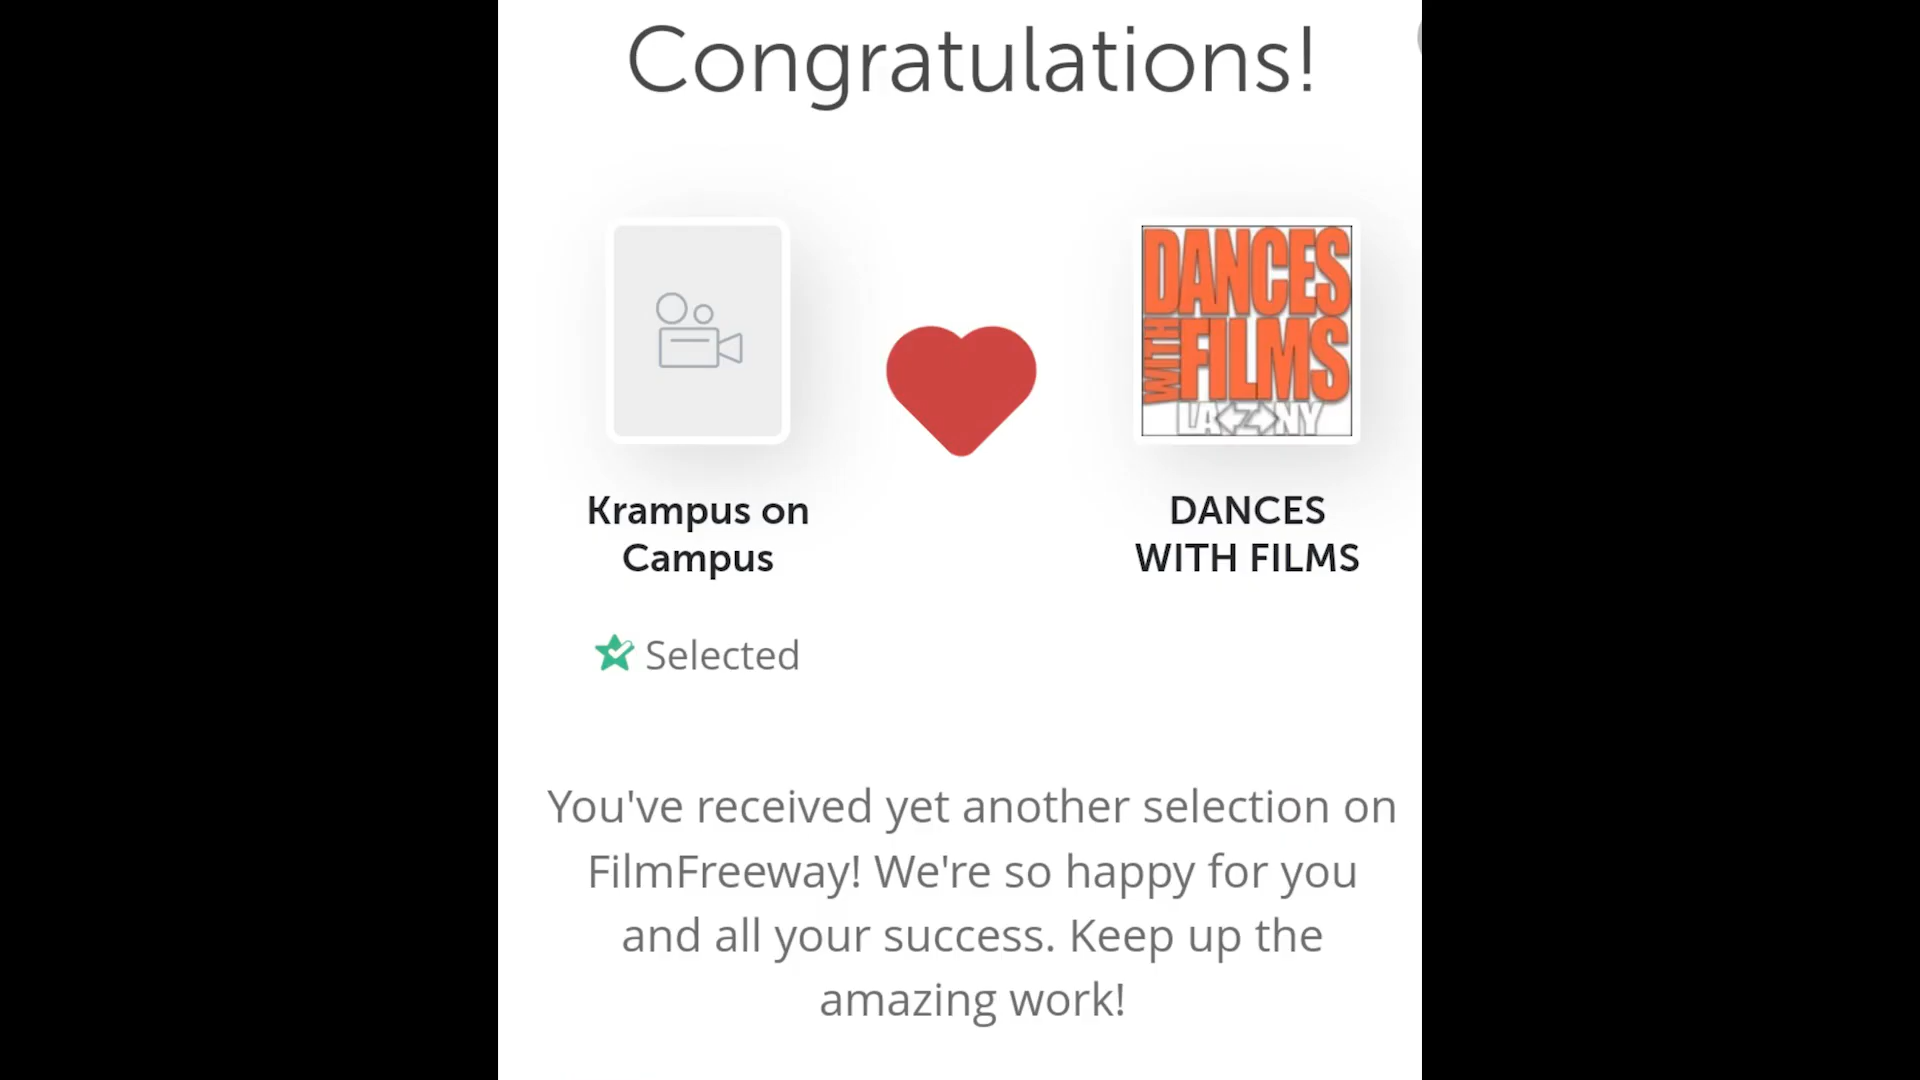 Congratulations!
DANCES
WITH FILMS
LA NY
Krampus on
Campus
DANCES
WITH FILMS
Selected
You've received yet another selection on
FilmFreeway! We're so happy for you
and all your success. Keep up the
amazing work!